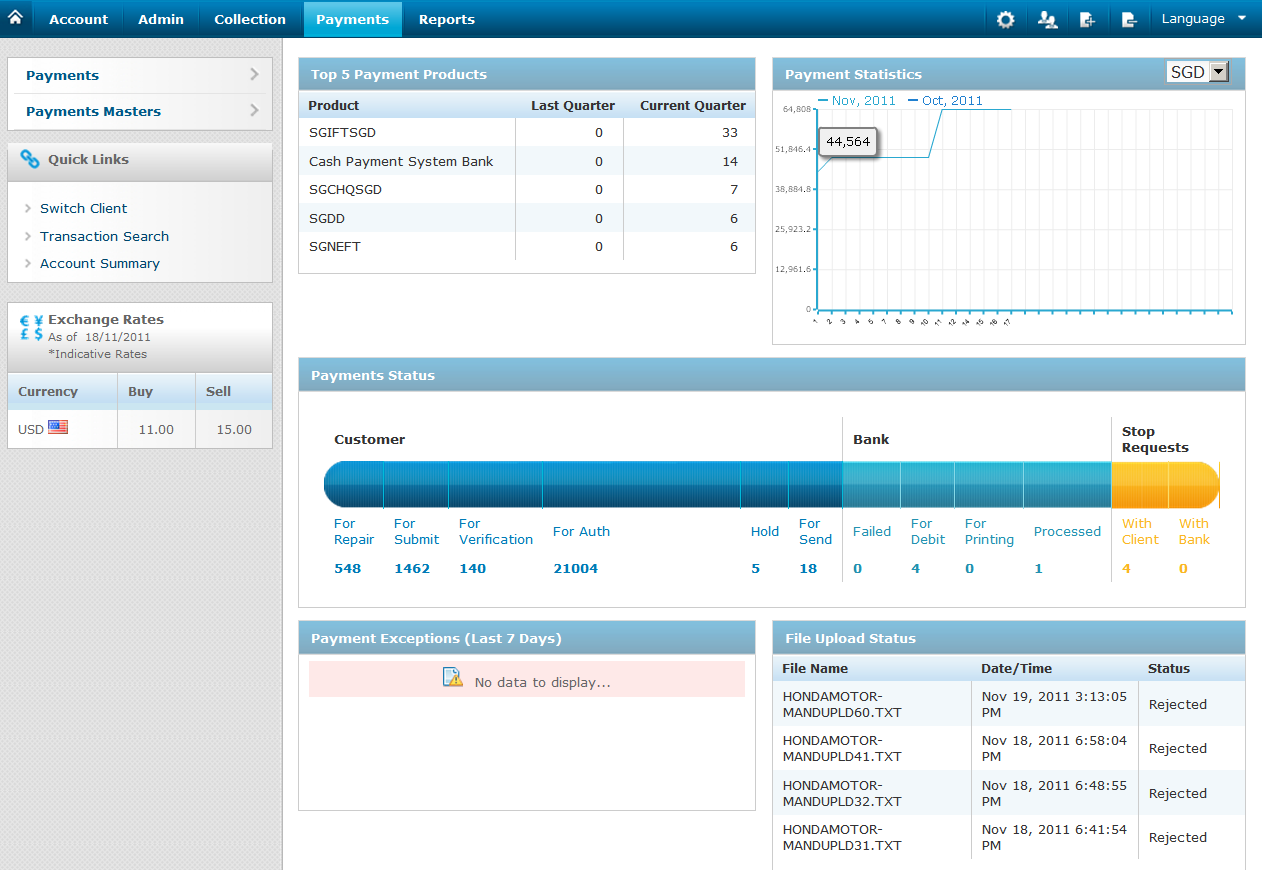 Account Admin Collection Payments Reports Language
Payments
Payments Masters
Quick Links
Switch Client
Transaction Search
Account Summary
€ ¥ £ $ Exchange Rates
As of 18/11/2011
*Indicative Rates
Currency Buy Sell
USD 11.00 15.00
Top 5 Payment Products
Product Last Quarter Current Quarter
SGIFTSGD 0 33
Cash Payment System Bank 0 14
SGCHQSGD 0 7
SGDD 0 6
SGNEFT 0 6
Payment Statistics SGD
Nov, 2011 Oct, 2011
64,808
44,564
51,846.4
38,884.8
25,923.2
12,961.6
0
1 2 3 4 5 7 8 9 10 11 12 14 15 16 17
Payments Status
Customer Bank Stop
Requests
For
Repair
548
For
Submit
1462
For
Verification
140
For Auth
21004
Hold
5
For
Send
18
Failed
0
For
Debit
4
For
Printing
0
Processed
1
With
Client
4
With
Bank
0
Payment Exceptions (Last 7 Days)
No data to display...
File Upload Status
File Name Date/Time Status
HONDAMOTOR-
MANDUPLD60.TXT
Nov 19, 2011 3:13:05
PM
Rejected
HONDAMOTOR-
MANDUPLD41.TXT
Nov 18, 2011 6:58:04
PM
Rejected
HONDAMOTOR-
MANDUPLD32.TXT
Nov 18, 2011 6:48:55
PM
Rejected
HONDAMOTOR-
MANDUPLD31.TXT
Nov 18, 2011 6:41:54
PM
Rejected